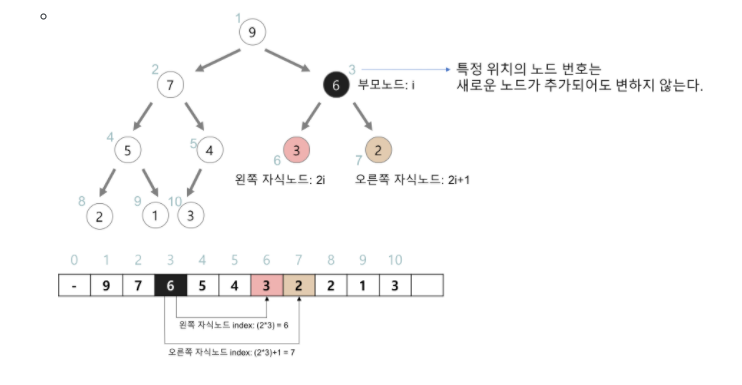 1
9
2
7
3
6
부모노드: i
특정 위치의 노드 번호는
새로운 노드가 추가되어도 변하지 않는다.
4
5
5
4
6
3
7
2
왼쪽 자식노드: 2i
오른쪽 자식노드: 2i+1
8
2
9
1
10
3
0 1 2 3 4 5 6 7 8 9 10
- 9 7 6 5 4 3 2 2 1 3
왼쪽 자식노드 index: (2*3) = 6
오른쪽 자식노드 index: (2*3)+1 = 7